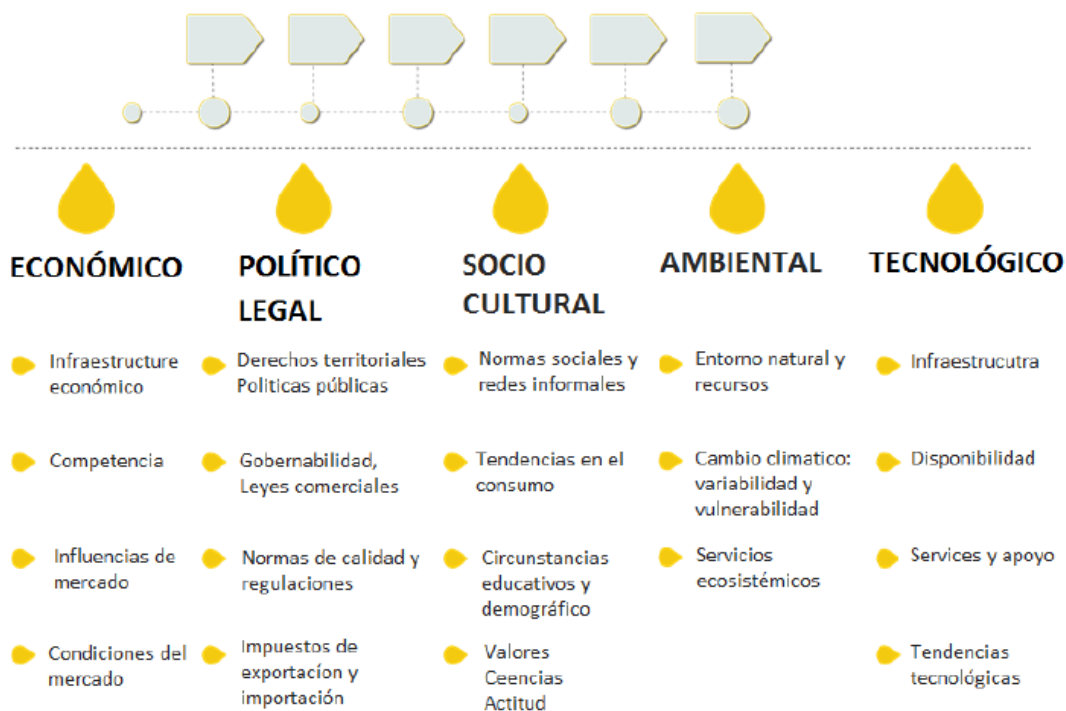 ECONÓMICO
Infraestructure
económico
Competencia
Influencias de
mercado
Condiciones del
mercado
POLÍTICO
LEGAL
Derechos territoriales
Politicas públicas
Gobernabilidad,
Leyes comerciales
Normas de calidad y
regulaciones
Impuestos de
exportacíon y
importación
SOCIO
CULTURAL
Normas sociales y
redes informales
Tendencias en el
consumo
Circunstancias
educativos y
demográfico
Valores
Ceencias
Actitud
AMBIENTAL
Entorno natural y
recursos
Cambio climatico:
variabilidad y
vulnerabilidad
Servicios
ecosistémicos
TECNOLÓGICO
Infraestrucutra
Disponibilidad
Services y apoyo
Tendencias
tecnológicas